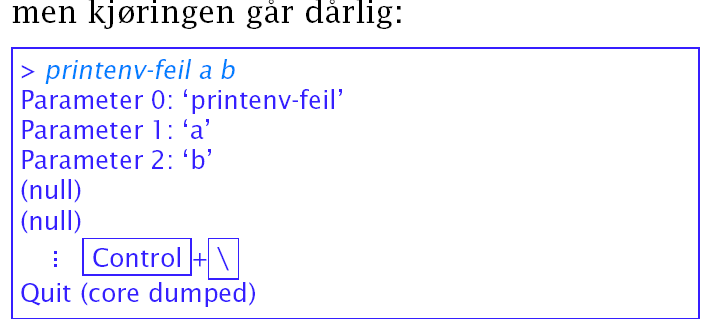 men kjøringen går dårlig:
> printenv-feil a b
Parameter 0: ‘printenv-feil’
Parameter 1: ‘a’
Parameter 2: ‘b’
(null)
(null)
⋮ Control+\
Quit (core dumped)